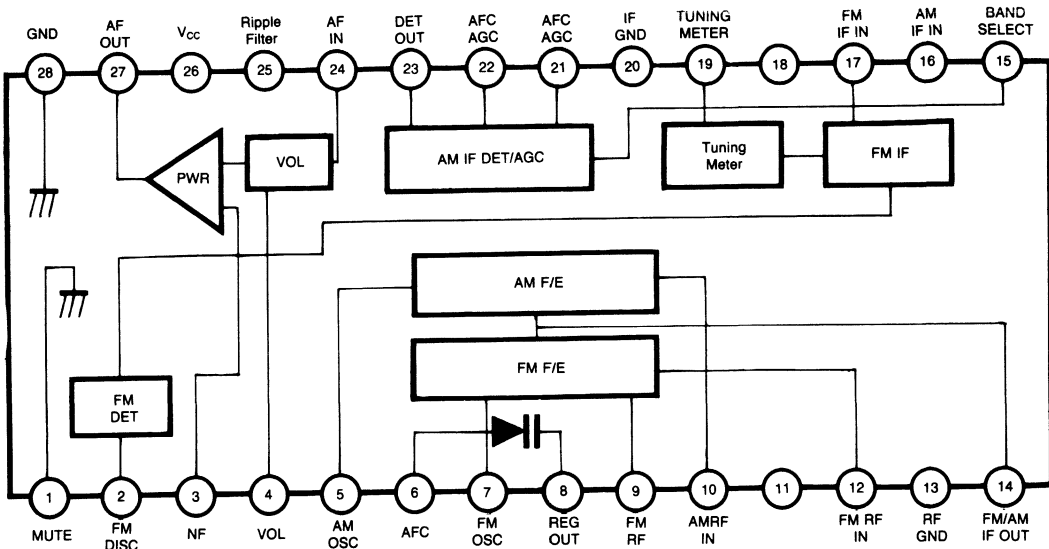 GND
AF
OUT
Vcc
Ripple
Filter
AF
IN
DET
OUT
AFC
AGC
AFC
AGC
IF
GND
TUNING
METER
FM
IF IN
AM
IF IN
BAND
SELECT
28
27
26
25
24
23
22
21
20
19
18
17
16
15
PWR
VOL
AM IF DET/AGC
Tuning
Meter
FM IF
AM F/E
FM F/E
FM
DET
1
2
3
4
5
6
7
8
9
10
11
12
13
14
MUTE
FM
DISC
NF
VOL
AM
OSC
AFC
FM
OSC
REG
OUT
FM
RF
AMRF
IN
FM RF
IN
RF
GND
FM/AM
IF OUT